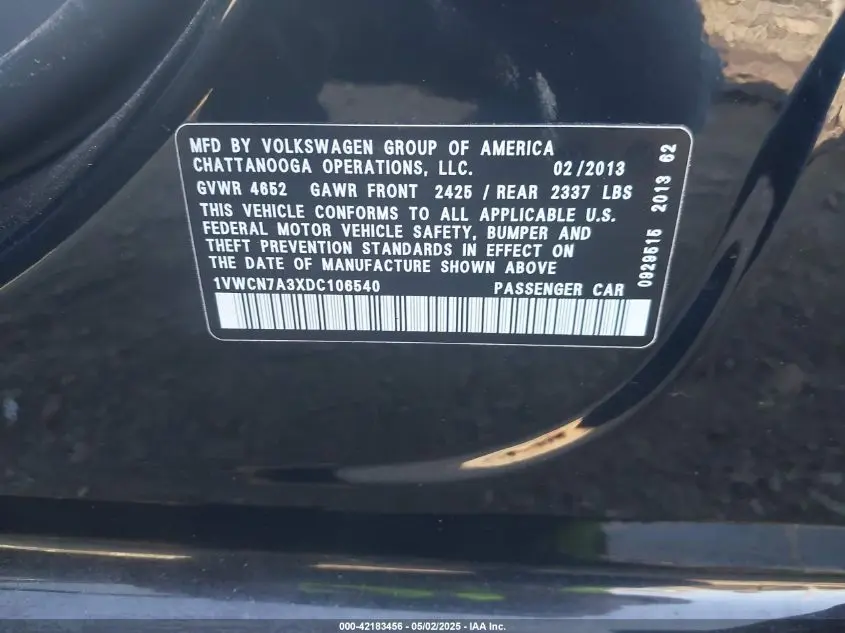 MFD BY VOLKSWAGEN GROUP OF AMERICA
CHATTANOOGA OPERATIONS, LLC. 02/2013
GVWR 4652 GAWR FRONT 2425 / REAR 2337 LBS
THIS VEHICLE CONFORMS TO ALL APPLICABLE U.S.
FEDERAL MOTOR VEHICLE SAFETY, BUMPER AND
THEFT PREVENTION STANDARDS IN EFFECT ON
THE DATE OF MANUFACTURE SHOWN ABOVE
1VWCN7A3XDC106540 PASSENGER CAR
0929515 2013 62
000-42183456 - 05/02/2025 - IAA Inc.